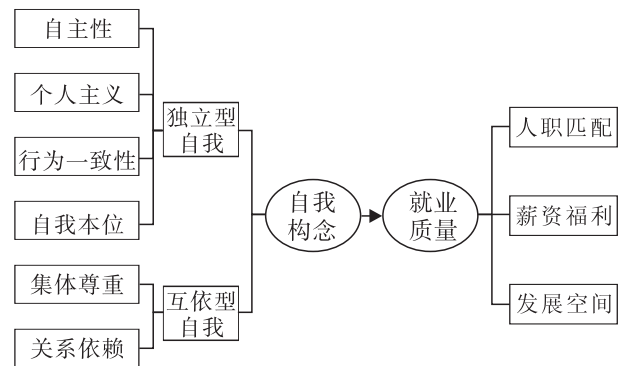 自主性
个人主义
行为一致性
自我本位
集体尊重
关系依赖
独立型
自我
互依型
自我
自我
构念
就业
质量
人职匹配
薪资福利
发展空间